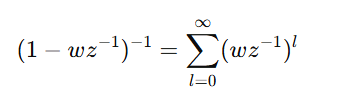 (1 − wz⁻¹)⁻¹ = ∑_{l=0}^{∞} (wz⁻¹)ˡ